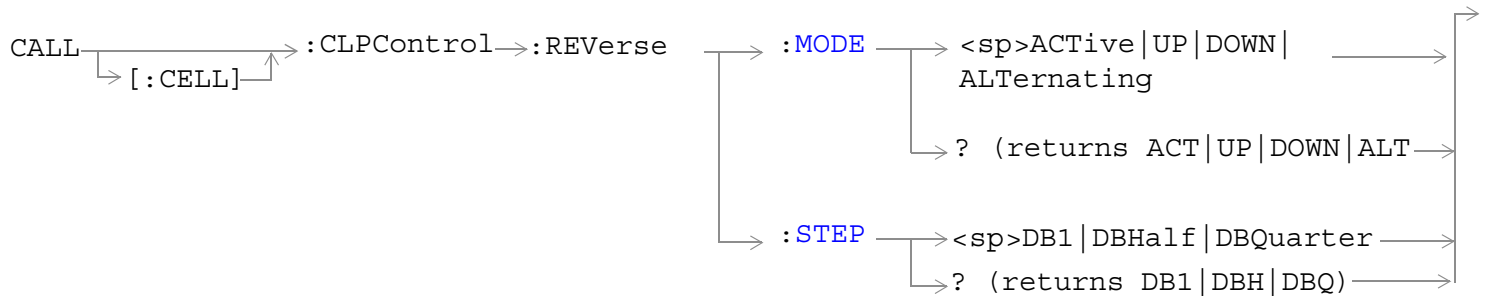 CALL :CLPControl :REVerse :MODE <sp>ACTive|UP|DOWN|
[:CELL] ALTernating
? (returns ACT|UP|DOWN|ALT
:STEP <sp>DB1|DBHalf|DBQuarter
? (returns DB1|DBH|DBQ)